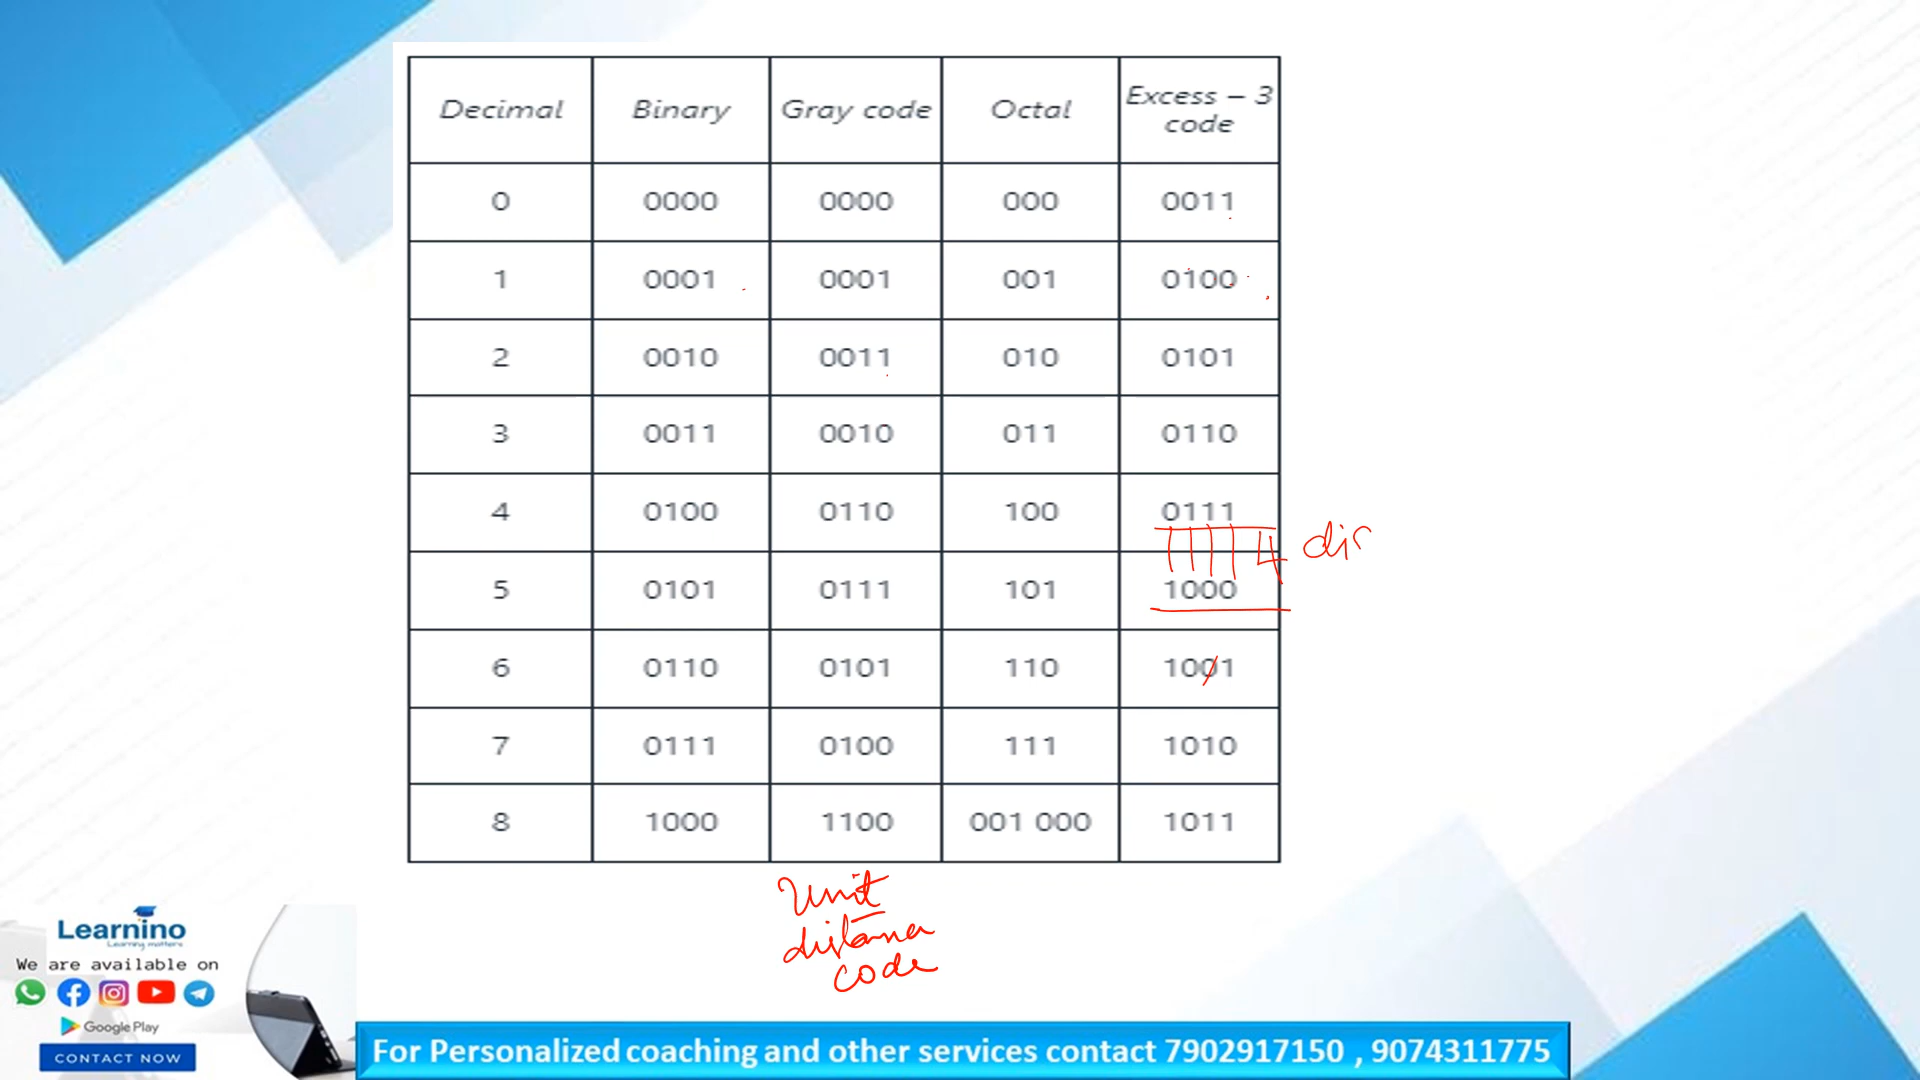 Decimal Binary Gray code Octal Excess – 3 code
0 0000 0000 000 0011
1 0001 0001 001 0100
2 0010 0011 010 0101
3 0011 0010 011 0110
4 0100 0110 100 0111
4 dis
5 0101 0111 101 1000
6 0110 0101 110 1001
7 0111 0100 111 1010
8 1000 1100 001 000 1011
Unit
distance
code
Learnino
Learning matters
We are available on
Google Play
CONTACT NOW
For Personalized coaching and other services contact 7902917150 , 9074311775